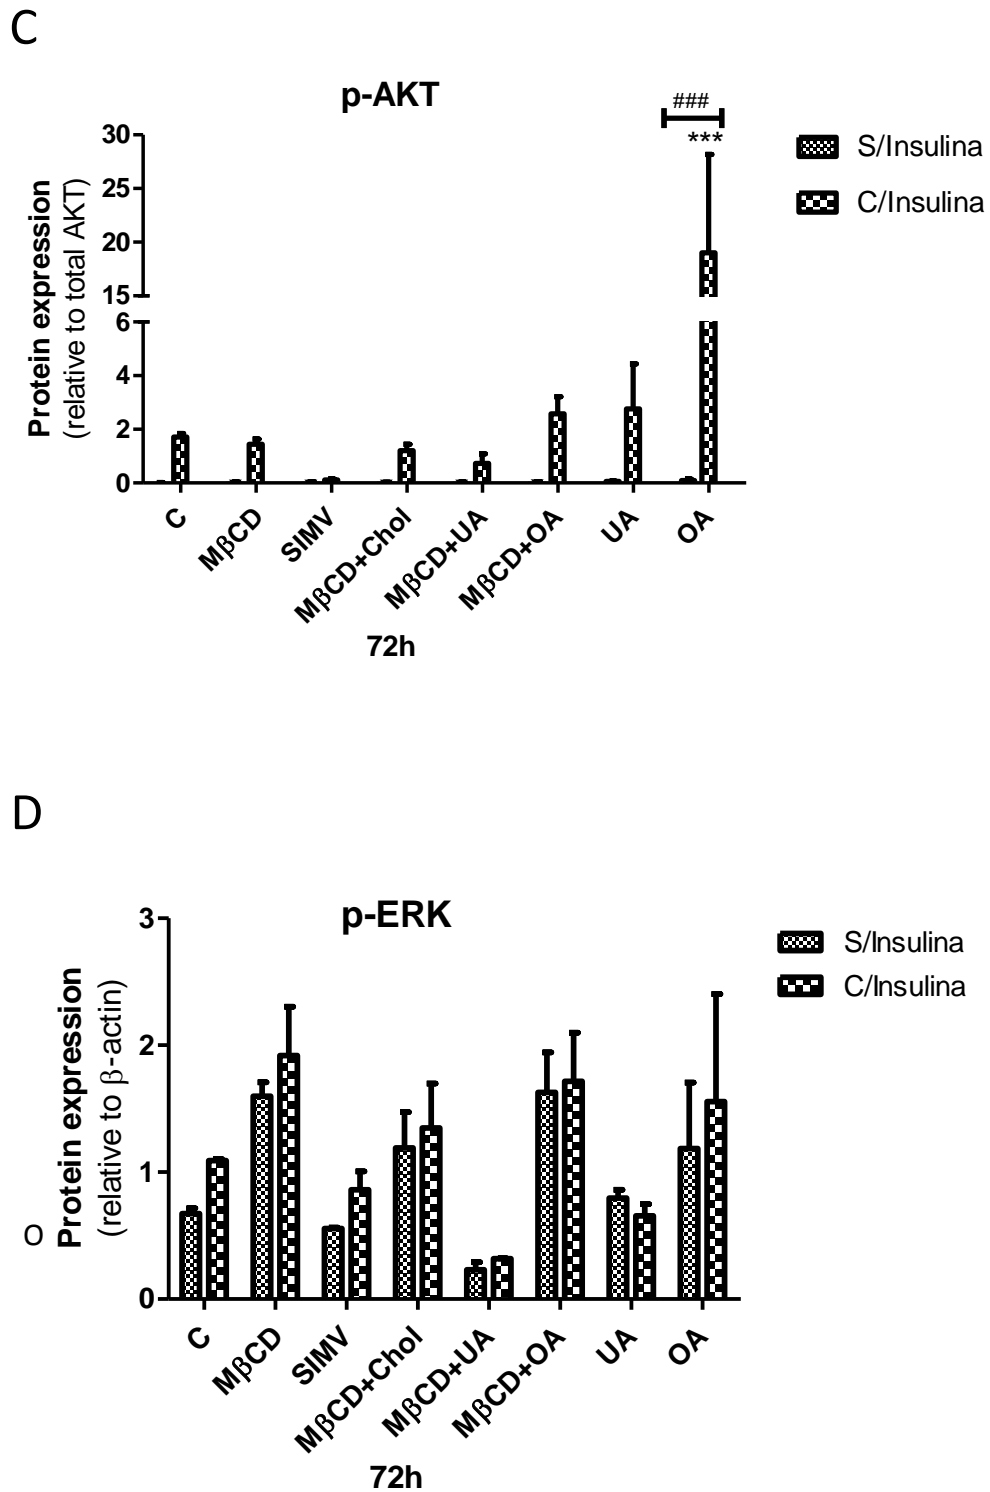 C
p-AKT
###
***
S/Insulina
C/Insulina
Protein expression
(relative to total AKT)
30
25
20
15
6
4
2
0
C
MβCD
SIMV
MβCD+Chol
MβCD+UA
MβCD+OA
UA
OA
72h
D
p-ERK
S/Insulina
C/Insulina
O
Protein expression
(relative to β-actin)
3
2
1
0
C
MβCD
SIMV
MβCD+Chol
MβCD+UA
MβCD+OA
UA
OA
72h